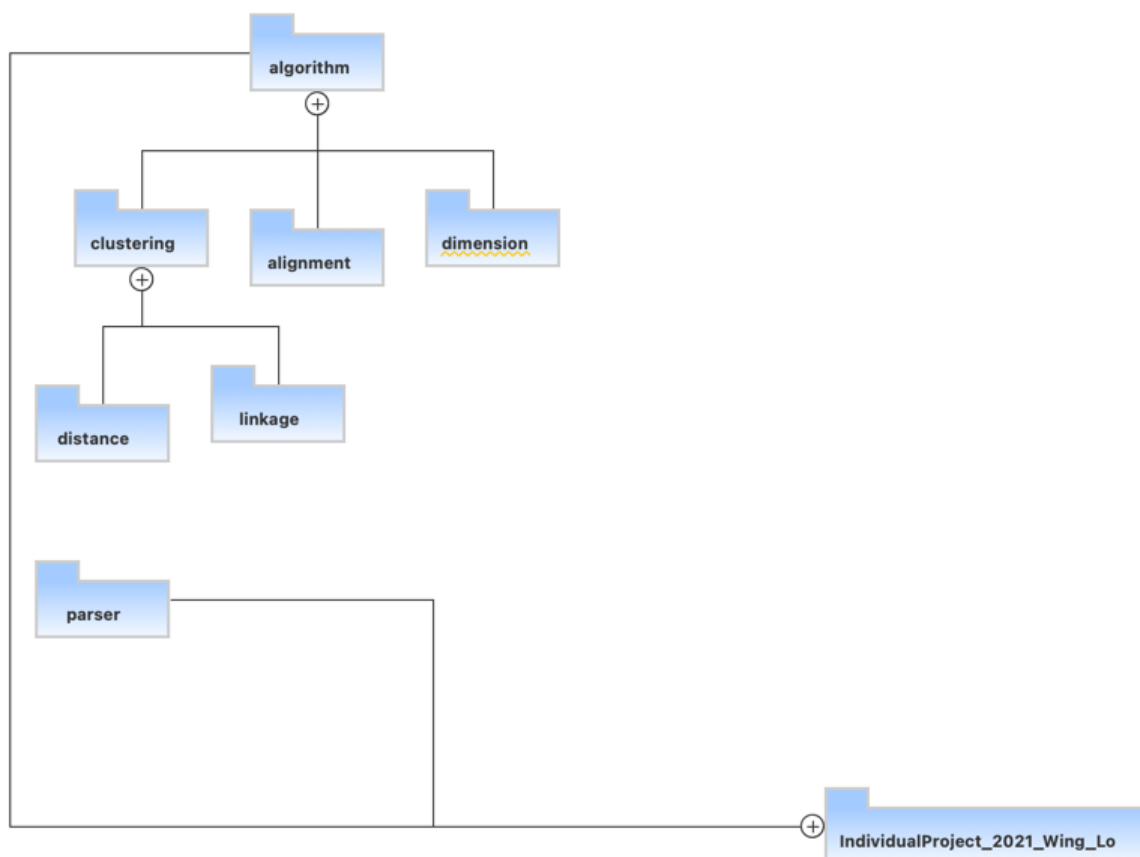 algorithm
clustering
alignment
dimension
distance
linkage
parser
IndividualProject_2021_Wing_Lo